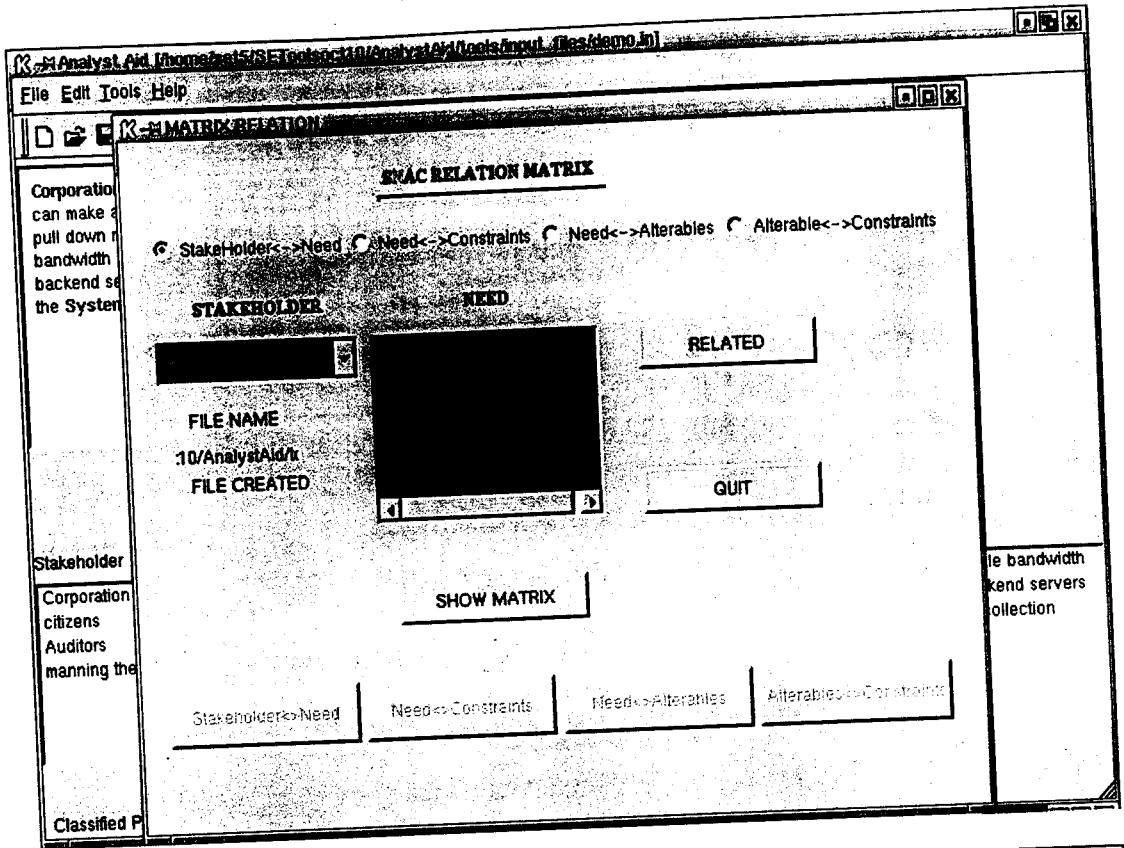 Analyst Aid [/home/
File Edit Tools Help
MATRIX RELATION
SNAC RELATION MATRIX
StakeHolder<->Need Need<->Constraints Need<->Alterables Alterable<->Constraints
Corporatio
can make a
pull down
bandwidth
backend se
the System
STAKEHOLDER
NEED
RELATED
FILE NAME
:10/AnalystAid/
FILE CREATED
QUIT
Stakeholder
Corporation
citizens
Auditors
manning the
le bandwidth
kend servers
ollection
SHOW MATRIX
Stakeholder<>Need
Need<>Constraints
Need<>Alterables
Alterables<>Constraints
Classified P